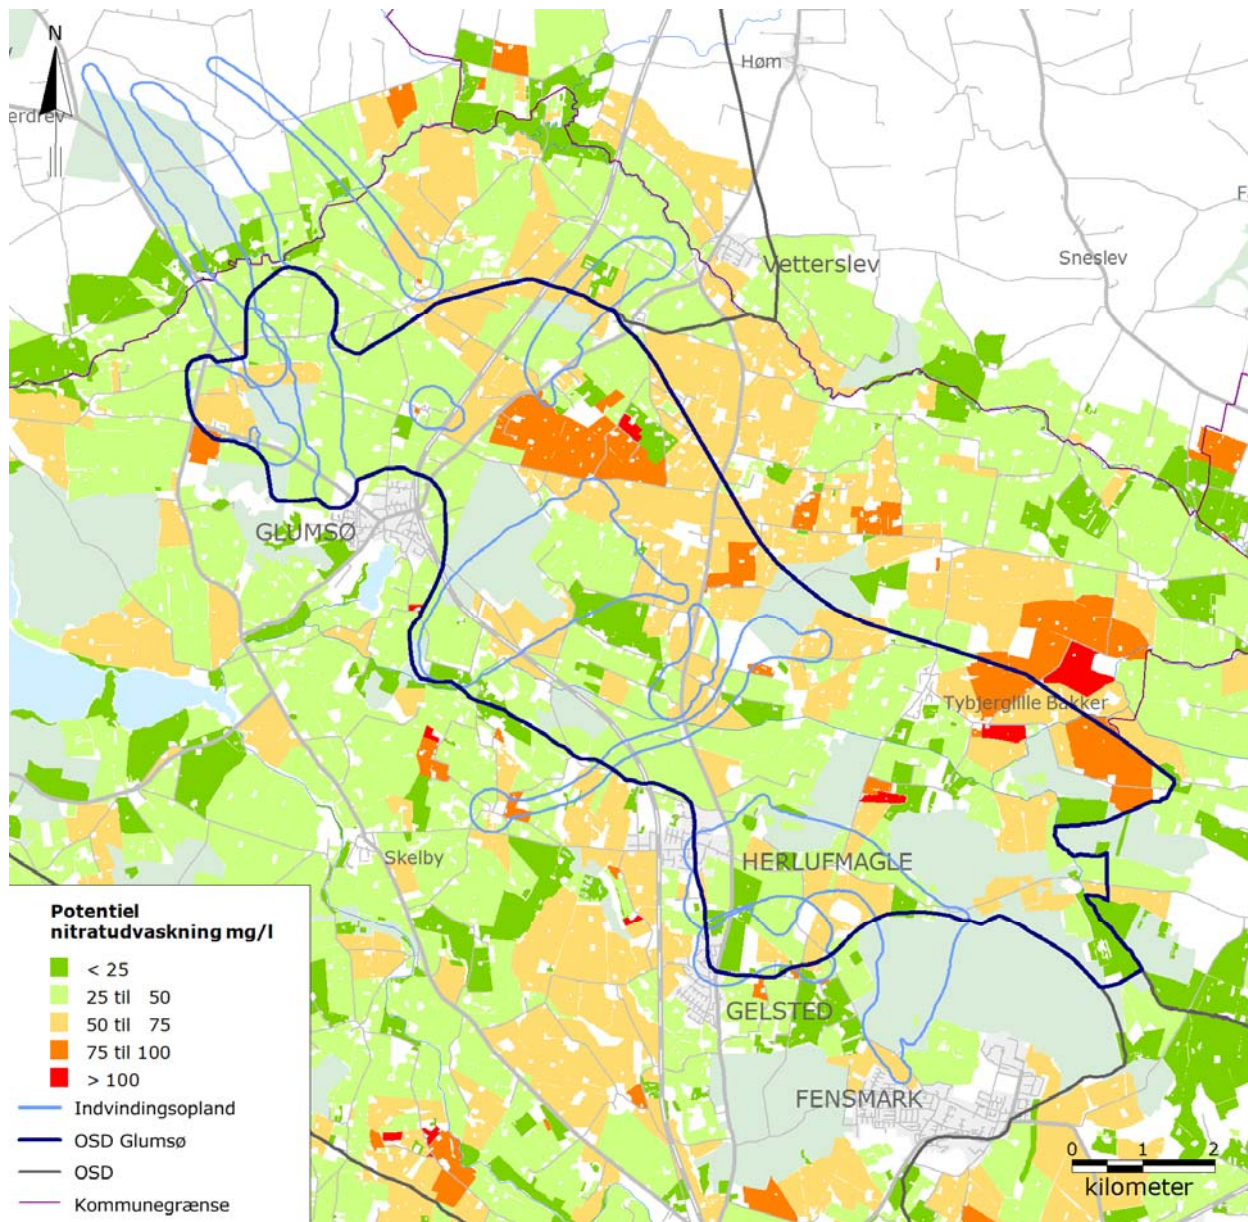 N
Høm
erdrev
Vetterslev
Sneslev
GLUMSØ
Tybjerglille Bakker
Skelby
HERLUFMAGLE
GELSTED
FENSMARK
Potentiel
nitratudvaskning mg/l
< 25
25 til 50
50 til 75
75 til 100
> 100
Indvindingsopland
OSD Glumsø
OSD
Kommunegrænse
0 1 2
kilometer